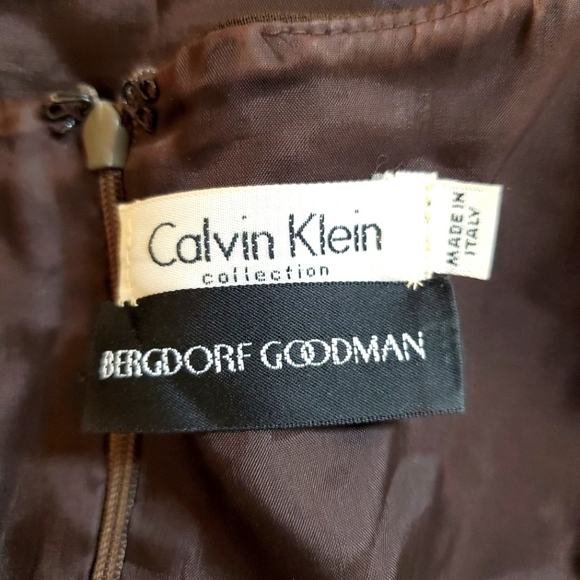 Calvin Klein
collection
MADE IN
ITALY
BERGDORF GOODMAN